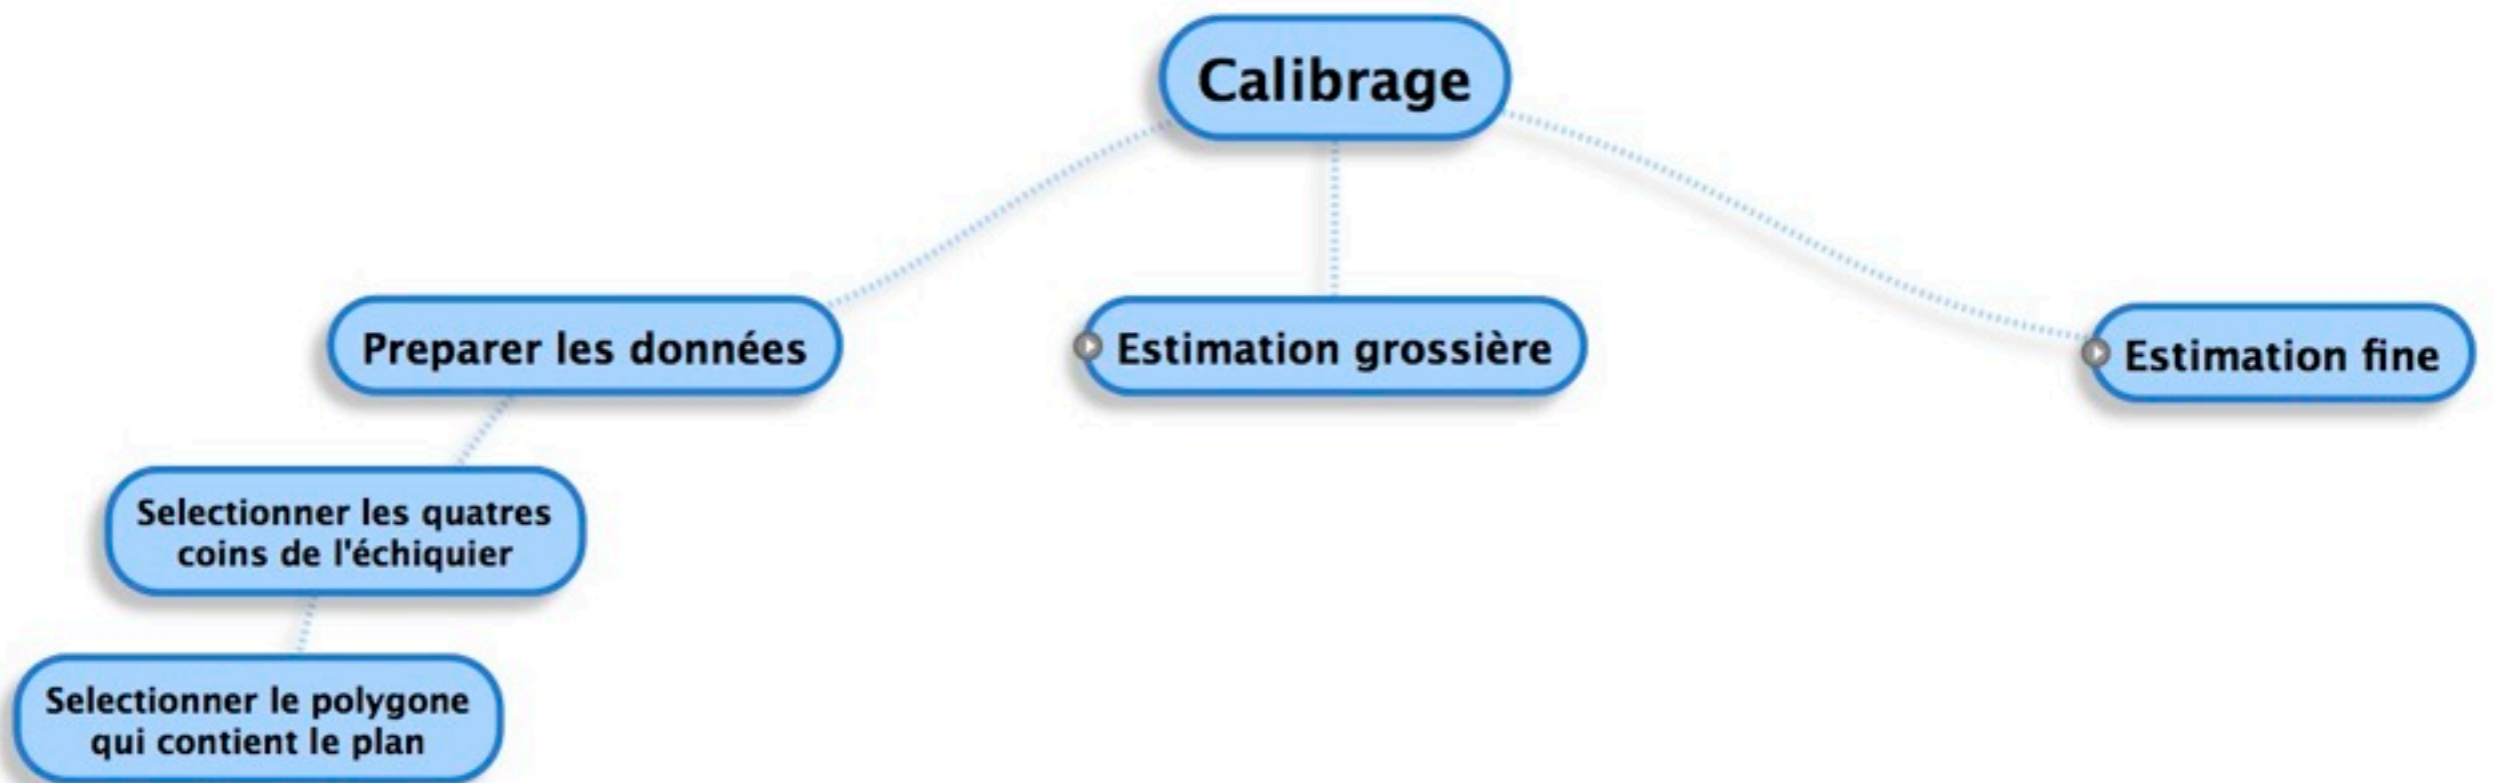 Calibrage
Preparer les données
Estimation grossière
Estimation fine
Selectionner les quatres
coins de l'échiquier
Selectionner le polygone
qui contient le plan